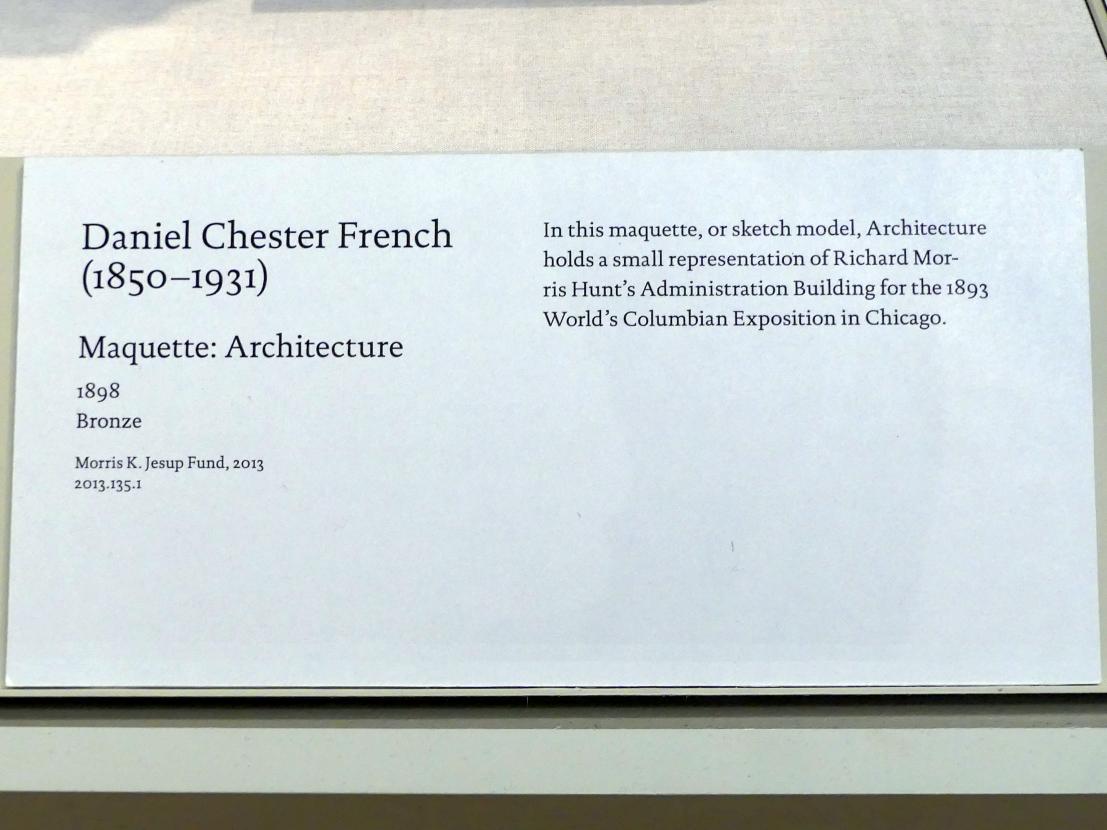 Daniel Chester French
(1850–1931)
Maquette: Architecture
1898
Bronze
Morris K. Jesup Fund, 2013
2013.135.1
In this maquette, or sketch model, Architecture
holds a small representation of Richard Mor-
ris Hunt’s Administration Building for the 1893
World’s Columbian Exposition in Chicago.